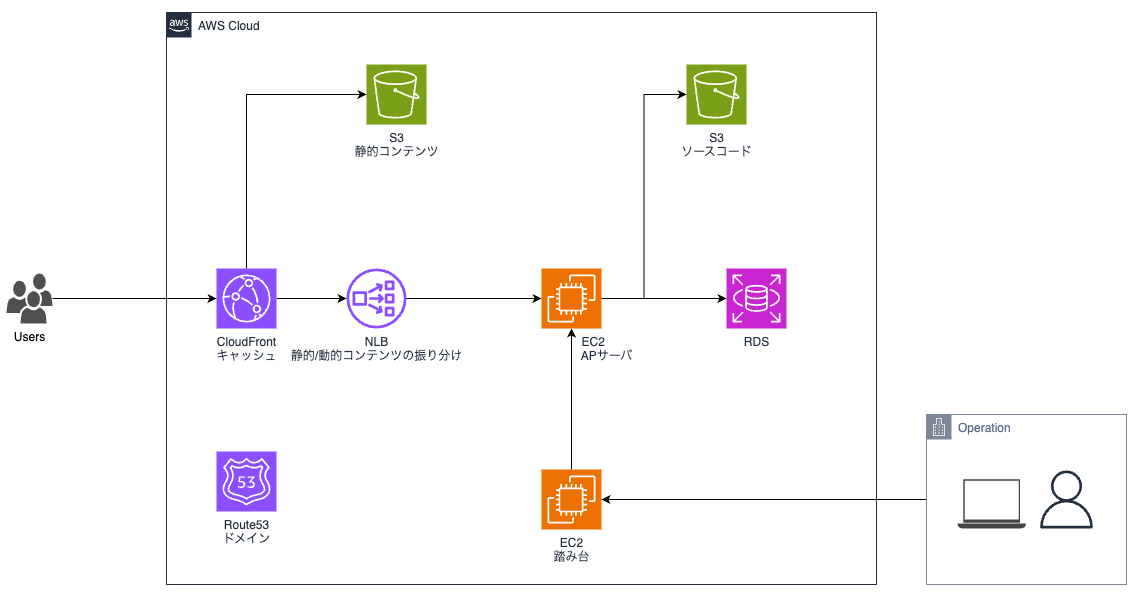 aws
AWS Cloud
S3
静的コンテンツ
S3
ソースコード
Users
CloudFront
キャッシュ
NLB
静的/動的コンテンツの振り分け
EC2
APサーバ
RDS
Operation
53
Route53
ドメイン
EC2
踏み台